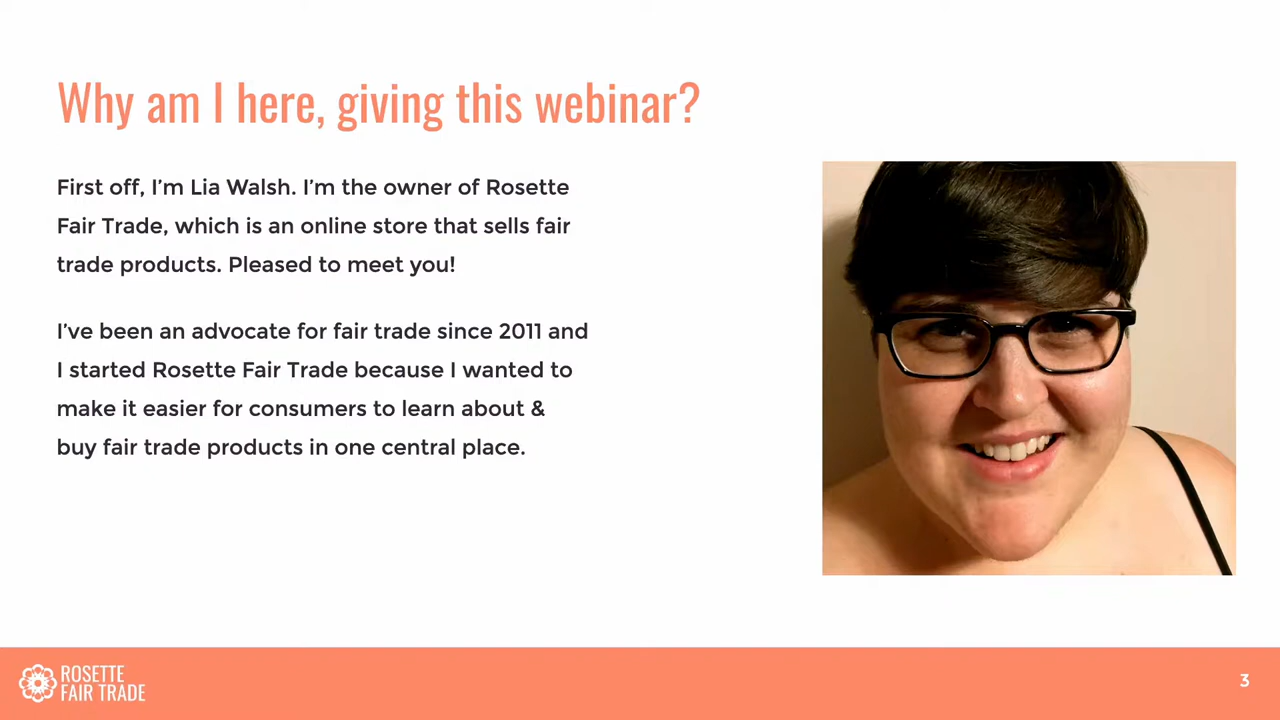 Why am I here, giving this webinar?
First off, I’m Lia Walsh. I’m the owner of Rosette
Fair Trade, which is an online store that sells fair
trade products. Pleased to meet you!
I’ve been an advocate for fair trade since 2011 and
I started Rosette Fair Trade because I wanted to
make it easier for consumers to learn about &
buy fair trade products in one central place.
ROSETTE
FAIR TRADE
3